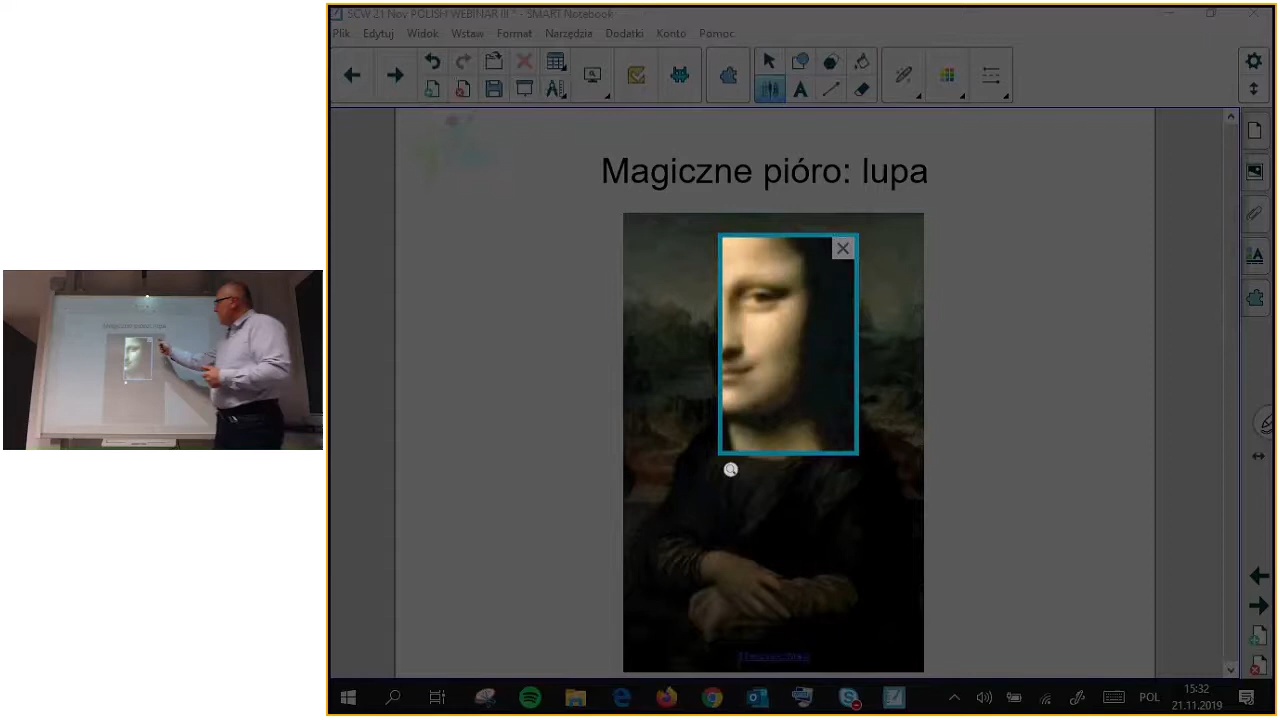 SCW 21 Nov POLISH WEBINAR III * - SMART Notebook
Plik Edytuj Widok Wstaw Format Narzędzia Dodatki Konto Pomoc
Magiczne pióro: lupa
POL
15:32
21.11.2019